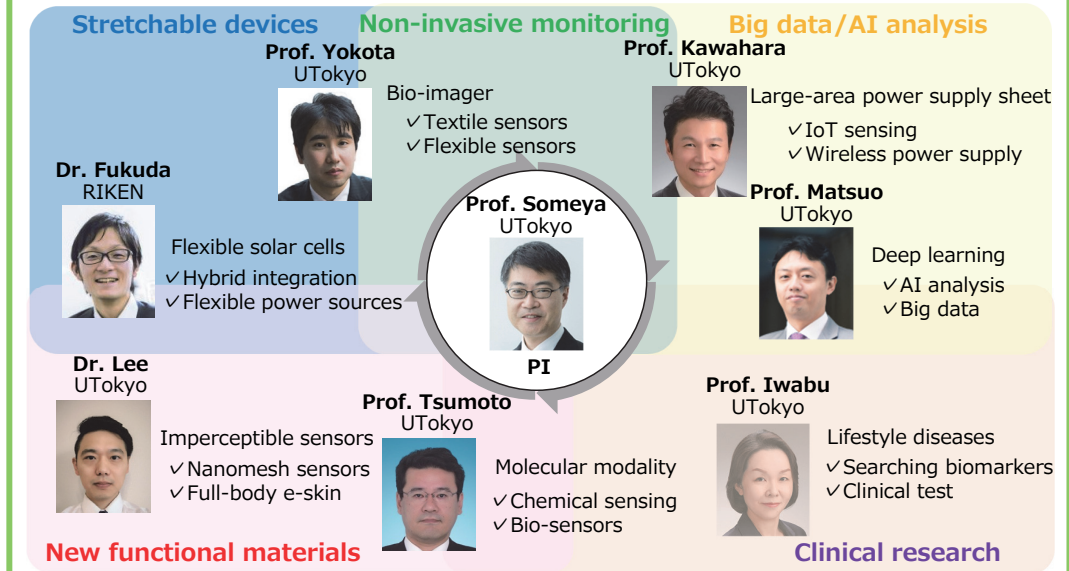 Stretchable devices
Non-invasive monitoring
Big data/AI analysis
Prof. Yokota
UTokyo
Bio-imager
✓Textile sensors
✓Flexible sensors
Prof. Kawahara
UTokyo
Large-area power supply sheet
✓IoT sensing
✓Wireless power supply
Dr. Fukuda
RIKEN
Flexible solar cells
✓Hybrid integration
✓Flexible power sources
Prof. Someya
UTokyo
PI
Prof. Matsuo
UTokyo
Deep learning
✓AI analysis
✓Big data
Dr. Lee
UTokyo
Imperceptible sensors
✓Nanomesh sensors
✓Full-body e-skin
Prof. Tsumoto
UTokyo
Molecular modality
✓Chemical sensing
✓Bio-sensors
Prof. Iwabu
UTokyo
Lifestyle diseases
✓Searching biomarkers
✓Clinical test
New functional materials
Clinical research